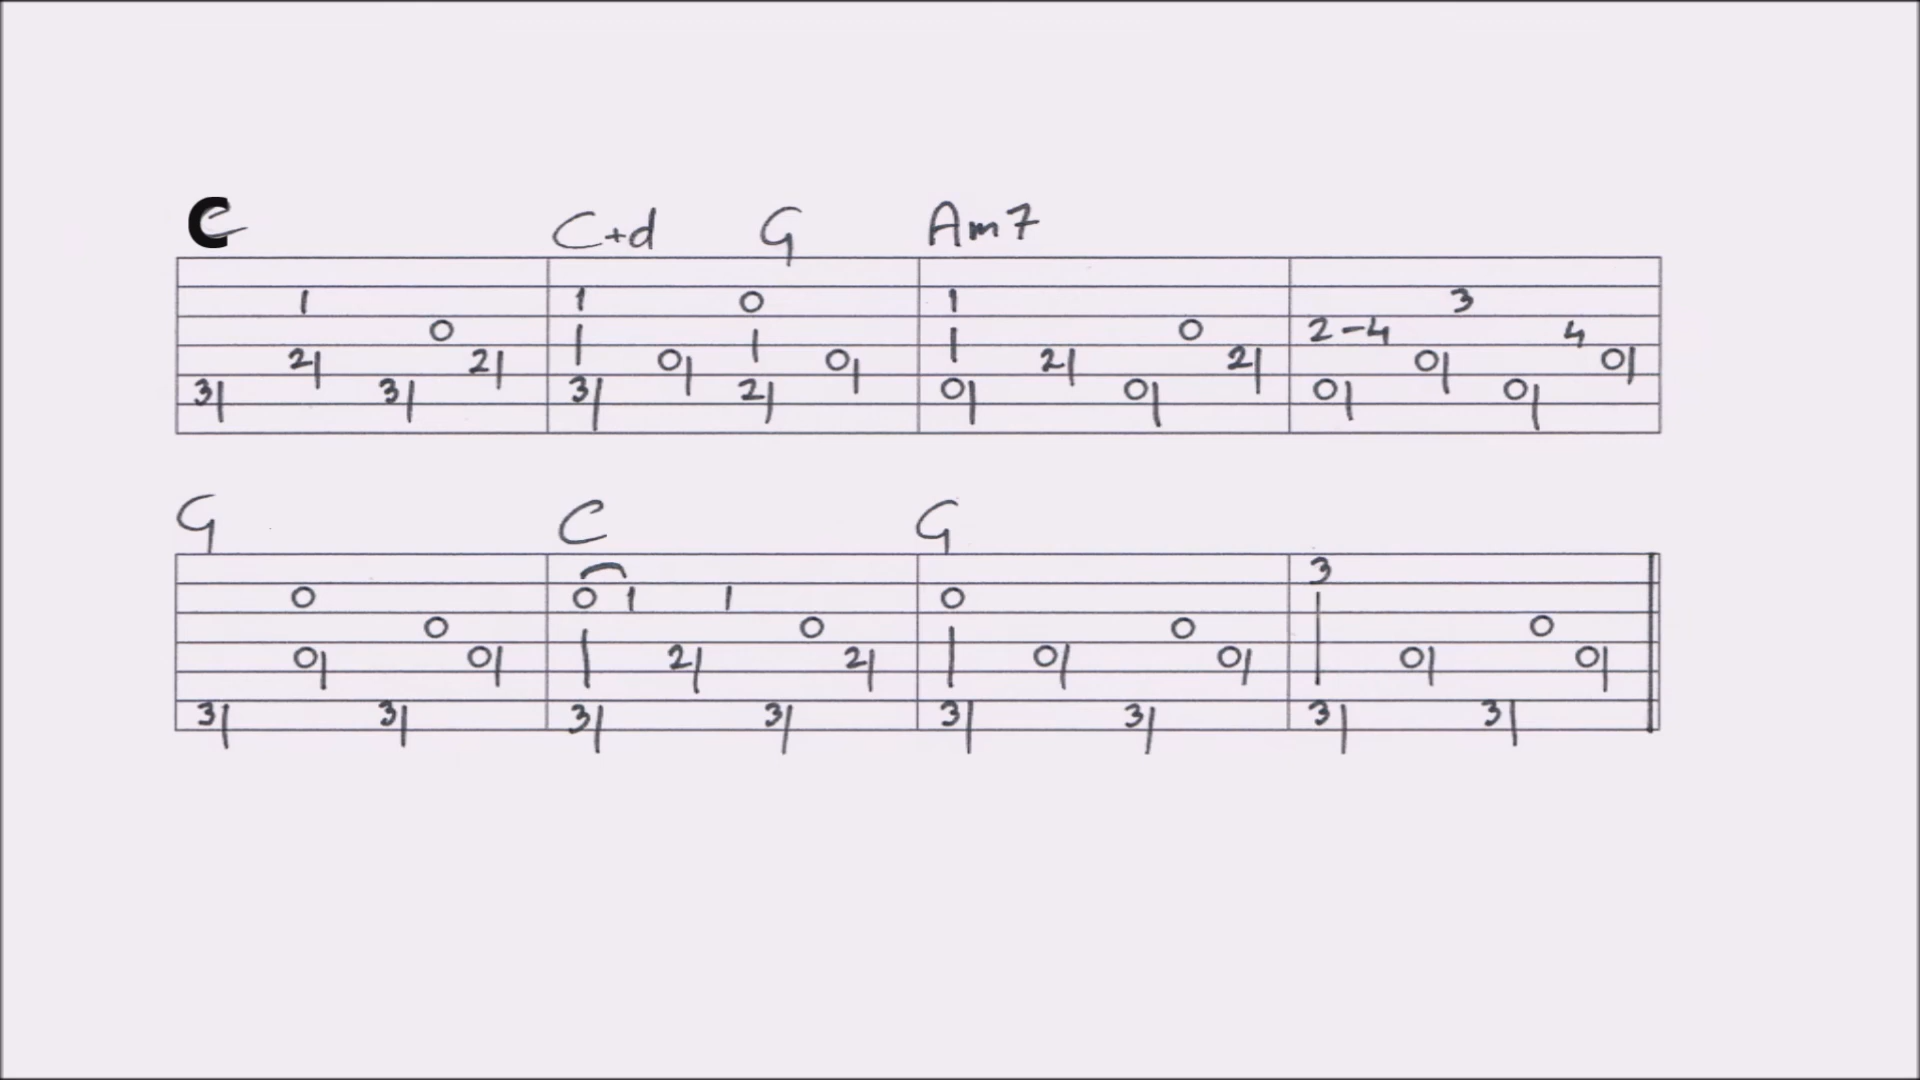 C C+d G Am7
1 1 0 1 3
0 0 2-4 4
2 2 0 0 2 2 0 0
3 3 3 2 0 0 0 0
G C G
3
0 0 1 1 0
0 0 0 0
0 0 2 2 0 0 0 0
3 3 3 3 3 3 3 3